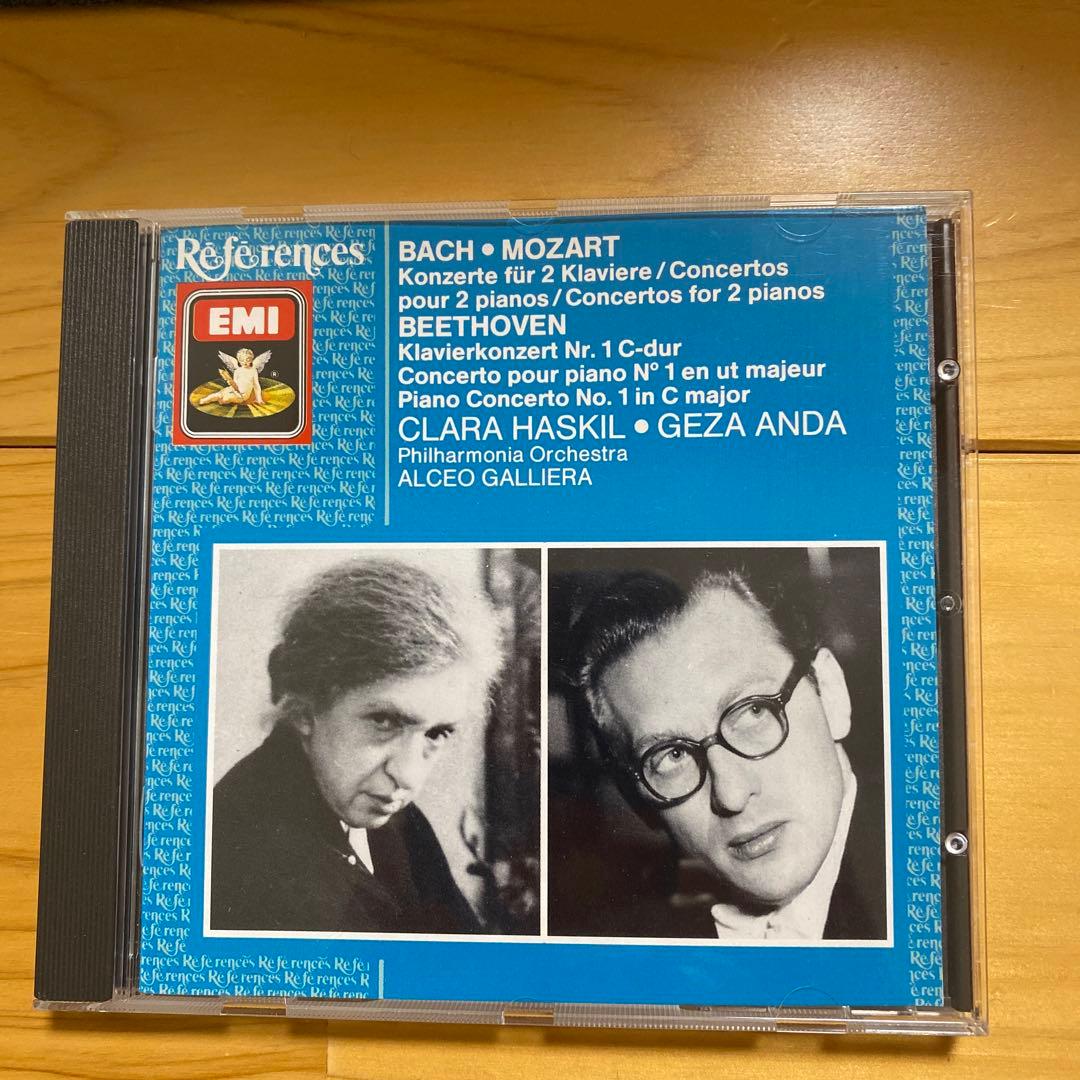 Références
EMI
®
BACH • MOZART
Konzerte für 2 Klaviere / Concertos
pour 2 pianos / Concertos for 2 pianos
BEETHOVEN
Klavierkonzert Nr. 1 C-dur
Concerto pour piano Nº 1 en ut majeur
Piano Concerto No. 1 in C major
CLARA HASKIL • GEZA ANDA
Philharmonia Orchestra
ALCEO GALLIERA